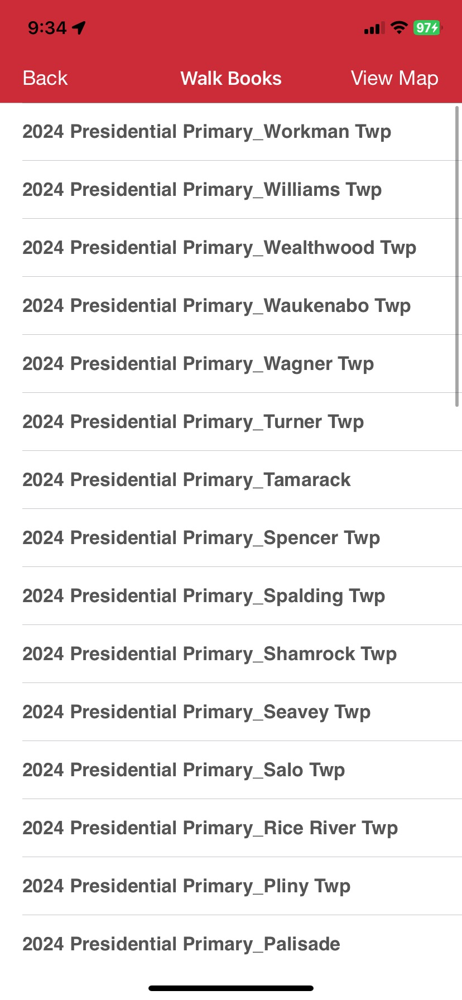 9:34
97
Back Walk Books View Map
2024 Presidential Primary_Workman Twp
2024 Presidential Primary_Williams Twp
2024 Presidential Primary_Wealthwood Twp
2024 Presidential Primary_Waukenabo Twp
2024 Presidential Primary_Wagner Twp
2024 Presidential Primary_Turner Twp
2024 Presidential Primary_Tamarack
2024 Presidential Primary_Spencer Twp
2024 Presidential Primary_Spalding Twp
2024 Presidential Primary_Shamrock Twp
2024 Presidential Primary_Seavey Twp
2024 Presidential Primary_Salo Twp
2024 Presidential Primary_Rice River Twp
2024 Presidential Primary_Pliny Twp
2024 Presidential Primary_Palisade